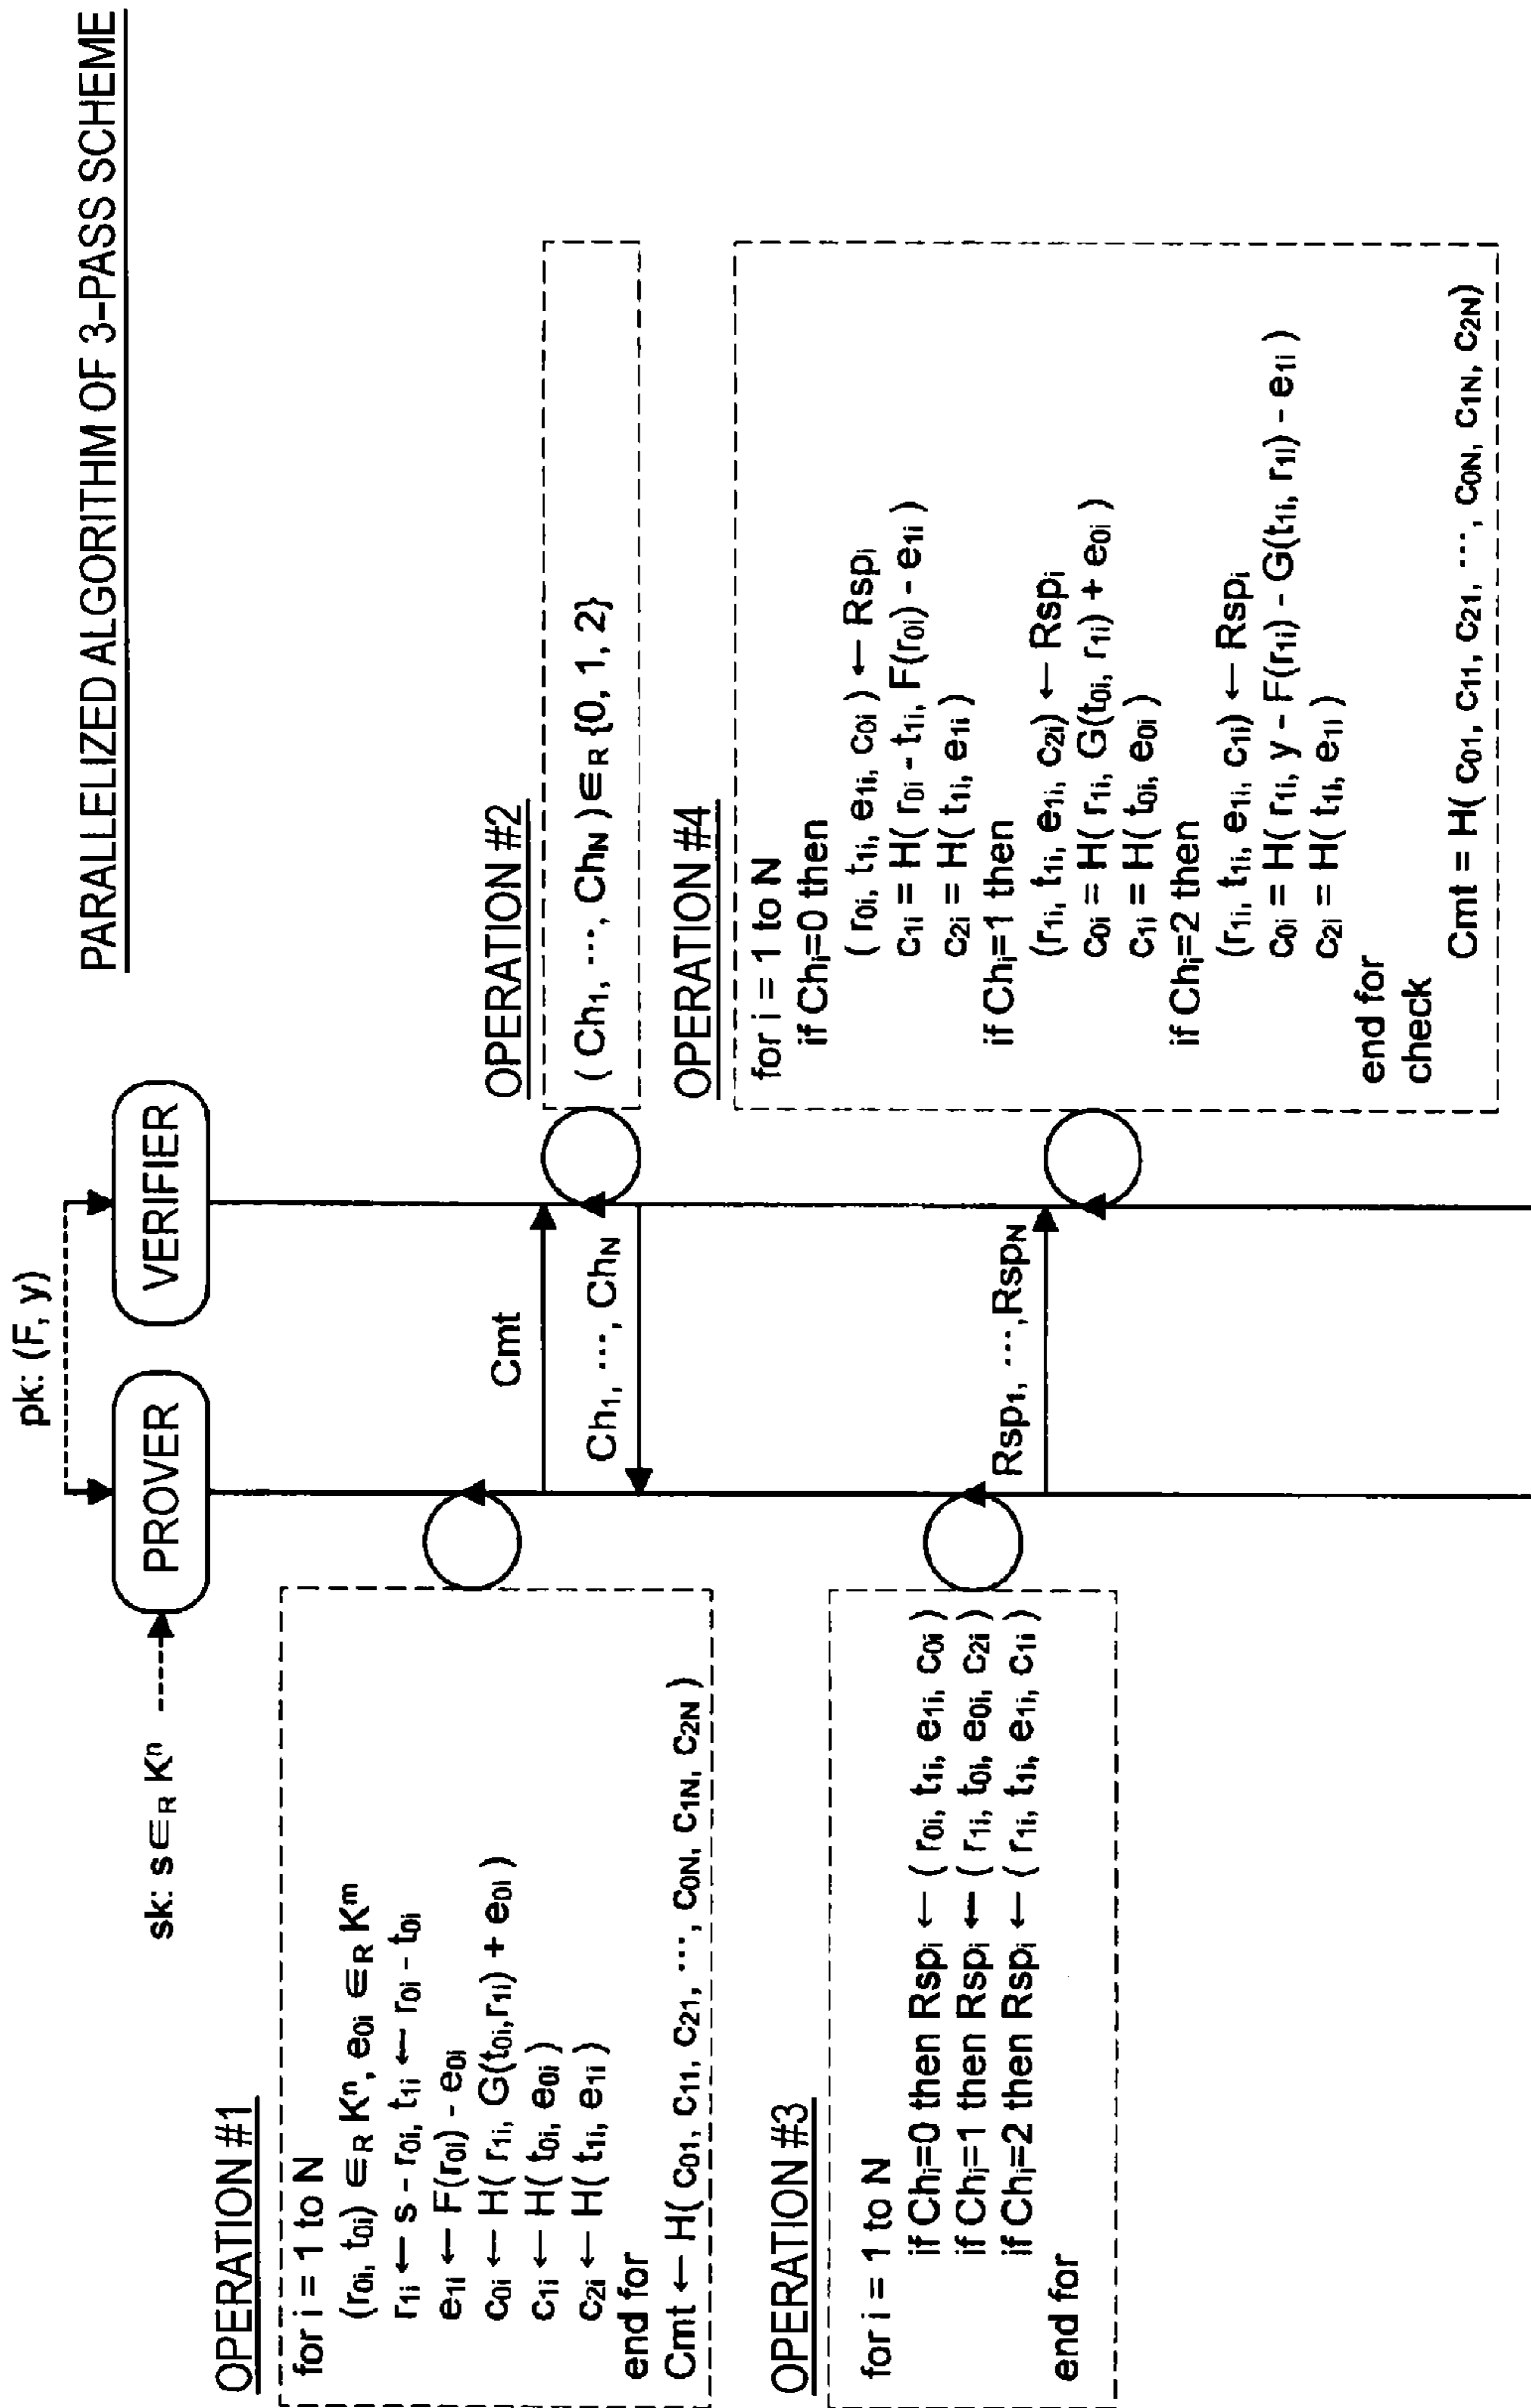 PARALLELIZED ALGORITHM OF 3-PASS SCHEME
pk: (F, y)
sk: s ∈R Kⁿ
PROVER
VERIFIER
OPERATION #1
for i = 1 to N
(r0i, t0i) ∈R Kⁿ, e0i ∈R Kᵐ
r1i ← s - r0i, t1i ← r0i - t0i
e1i ← F(r0i) - e0i
c0i ← H( r1i, G(t0i,r1i) + e0i )
c1i ← H( t0i, e0i )
c2i ← H( t1i, e1i )
end for
Cmt ← H( c01, c11, c21, ···, c0N, c1N, c2N )
Cmt
OPERATION #2
( Ch1, ···, ChN ) ∈R {0, 1, 2}
Ch1, ···, ChN
OPERATION #3
for i = 1 to N
if Chi=0 then Rspi ← ( r0i, t1i, e1i, c0i )
if Chi=1 then Rspi ← ( r1i, t0i, e0i, c2i )
if Chi=2 then Rspi ← ( r1i, t1i, e1i, c1i )
end for
Rsp1, ···,RspN
OPERATION #4
for i = 1 to N
if Chi=0 then
( r0i, t1i, e1i, c0i ) ← Rspi
c1i = H( r0i - t1i, F(r0i) - e1i )
c2i = H( t1i, e1i )
if Chi=1 then
(r1i, t1i, e1i, c2i) ← Rspi
c0i = H( r1i, G(t0i, r1i) + e0i )
c1i = H( t0i, e0i )
if Chi=2 then
(r1i, t1i, e1i, c1i) ← Rspi
c0i = H( r1i, y - F(r1i) - G(t1i, r1i) - e1i )
c2i = H( t1i, e1i )
end for
check
Cmt = H( c01, c11, c21, ···, c0N, c1N, c2N)